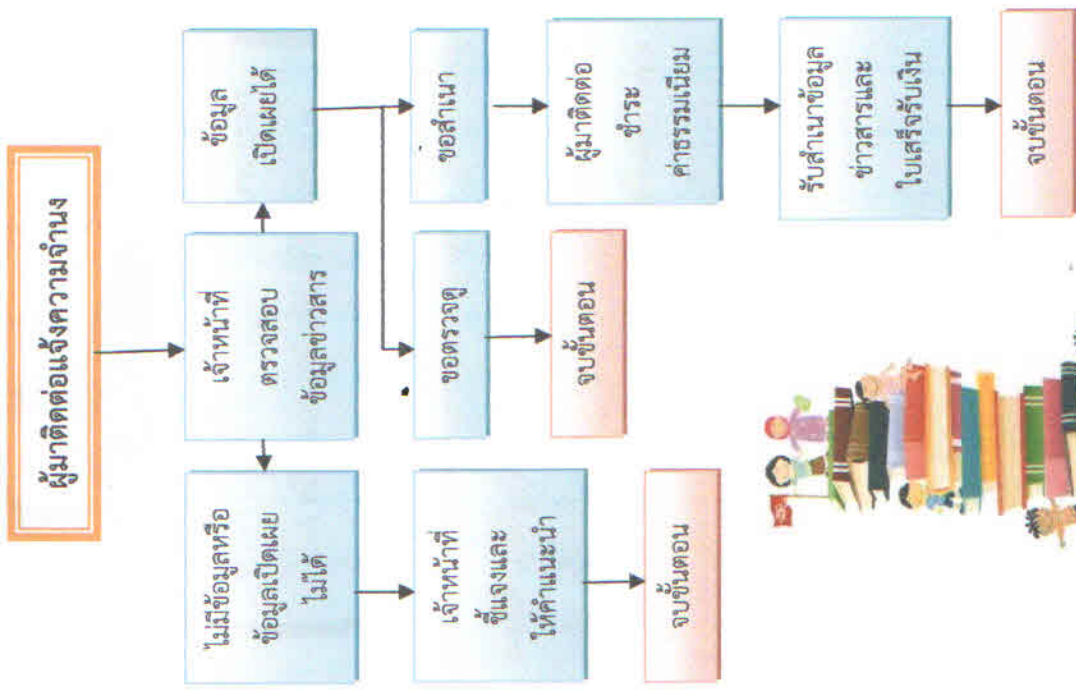 ผู้มาติดต่อแจ้งความจำนง
เจ้าหน้าที่
ตรวจสอบ
ข้อมูลข่าวสาร
ไม่มีข้อมูลหรือ
ข้อมูลเปิดเผย
ไม่ได้
เจ้าหน้าที่
ชี้แจงและ
ให้คำแนะนำ
จบขั้นตอน
ข้อมูล
เปิดเผยได้
ขอตรวจดู
จบขั้นตอน
ขอสำเนา
ผู้มาติดต่อ
ชำระ
ค่าธรรมเนียม
รับสำเนาข้อมูล
ข่าวสารและ
ใบเสร็จรับเงิน
จบขั้นตอน